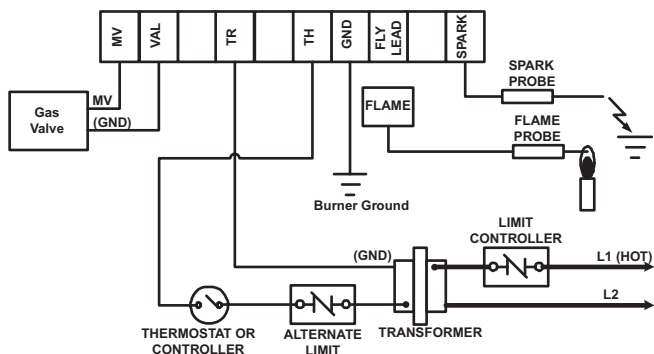 MV
VAL
TR
TH
GND
FLY
LEAD
SPARK
SPARK
PROBE
MV
Gas
Valve
(GND)
FLAME
FLAME
PROBE
Burner Ground
LIMIT
CONTROLLER
(GND)
L1 (HOT)
L2
THERMOSTAT OR
CONTROLLER
ALTERNATE
LIMIT
TRANSFORMER